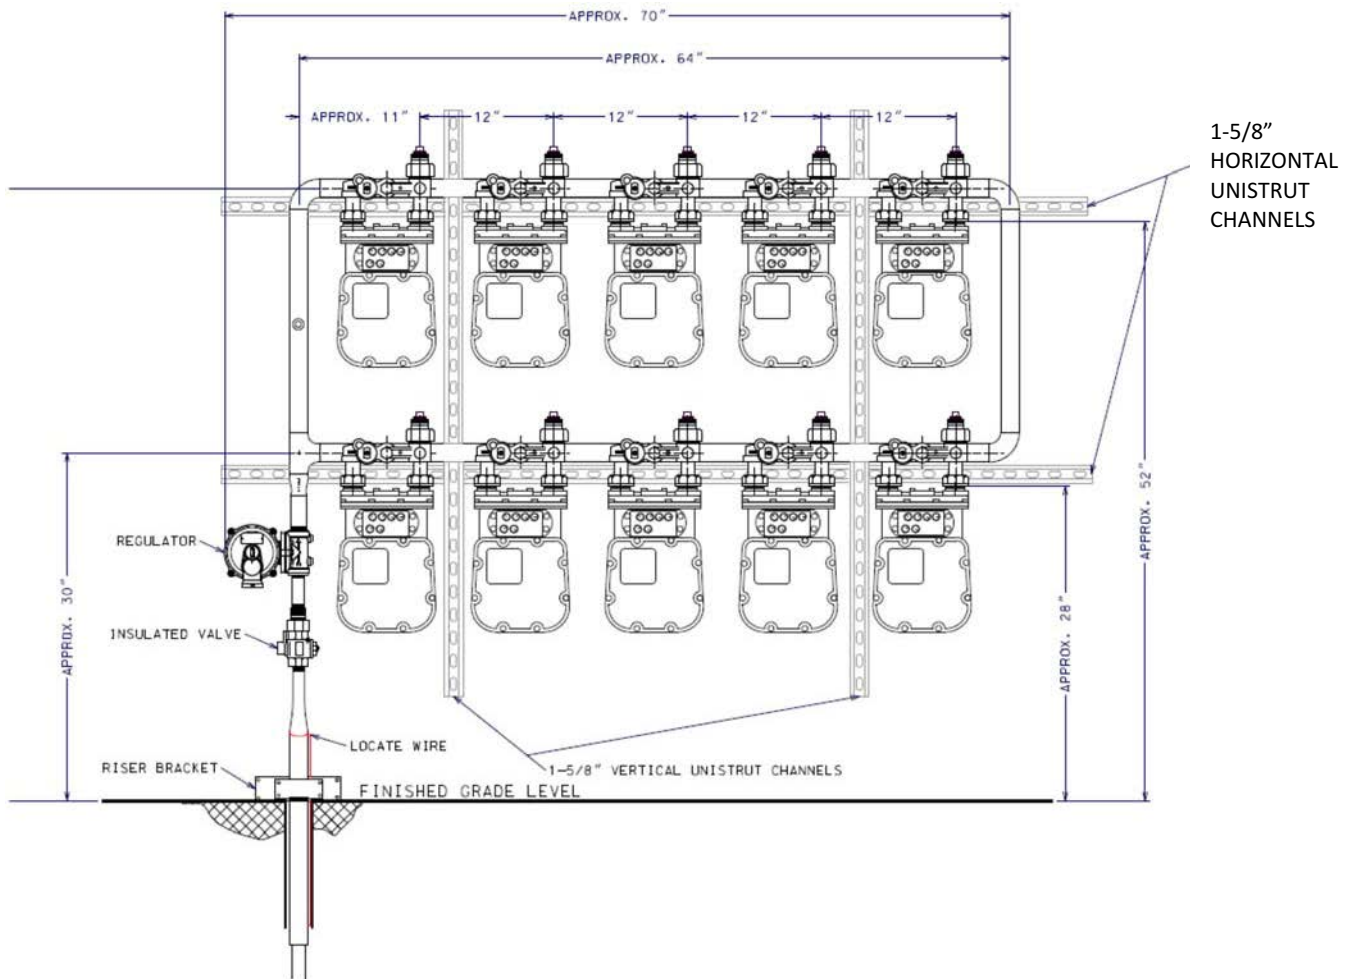 APPROX. 70"
APPROX. 64"
APPROX. 11"
12"
12"
12"
12"
1-5/8"
HORIZONTAL
UNISTRUT
CHANNELS
REGULATOR
INSULATED VALVE
APPROX. 30"
APPROX. 28"
APPROX. 52"
LOCATE WIRE
RISER BRACKET
1-5/8" VERTICAL UNISTRUT CHANNELS
FINISHED GRADE LEVEL